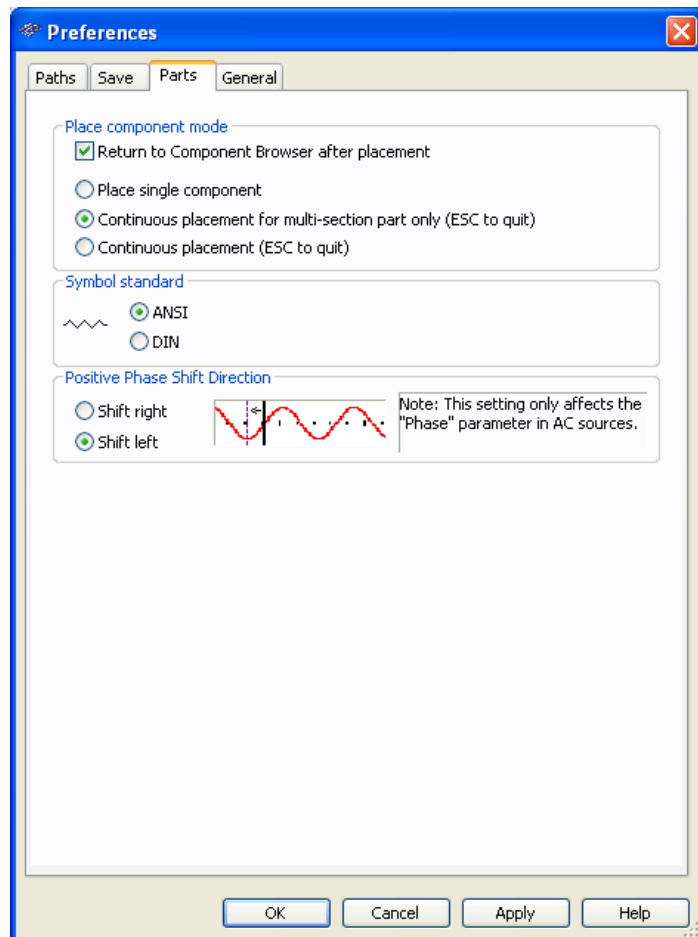 Preferences
Paths Save Parts General
Place component mode
Return to Component Browser after placement
Place single component
Continuous placement for multi-section part only (ESC to quit)
Continuous placement (ESC to quit)
Symbol standard
ANSI
DIN
Positive Phase Shift Direction
Shift right
Shift left
Note: This setting only affects the
"Phase" parameter in AC sources.
OK Cancel Apply Help